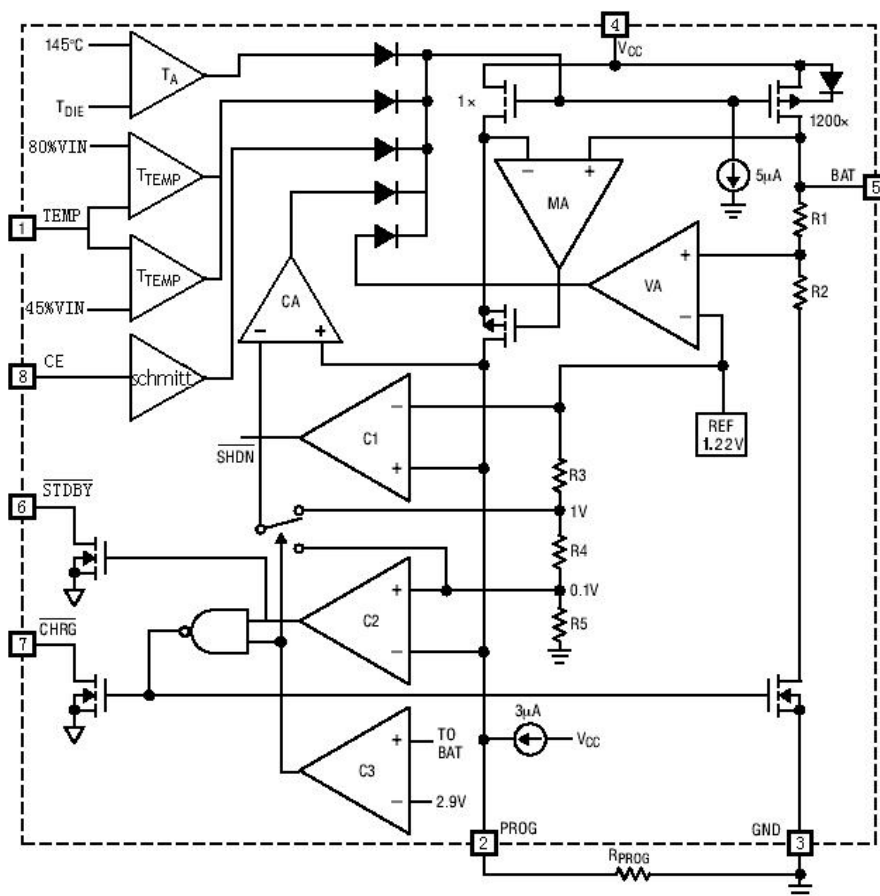 4
VCC
145°C
TA
TDIE
1×
1200×
80%VIN
TTEMP
− +
MA
5μA
BAT
5
1
TEMP
R1
TTEMP
+
VA
−
R2
45%VIN
CA
− +
8
CE
schmitt
−
C1
+
SHDN
REF
1.22V
R3
6
STDBY
1V
R4
+
C2
−
0.1V
R5
7
CHRG
3μA
VCC
+
C3
−
TO
BAT
2.9V
2
PROG
GND
3
RPROG